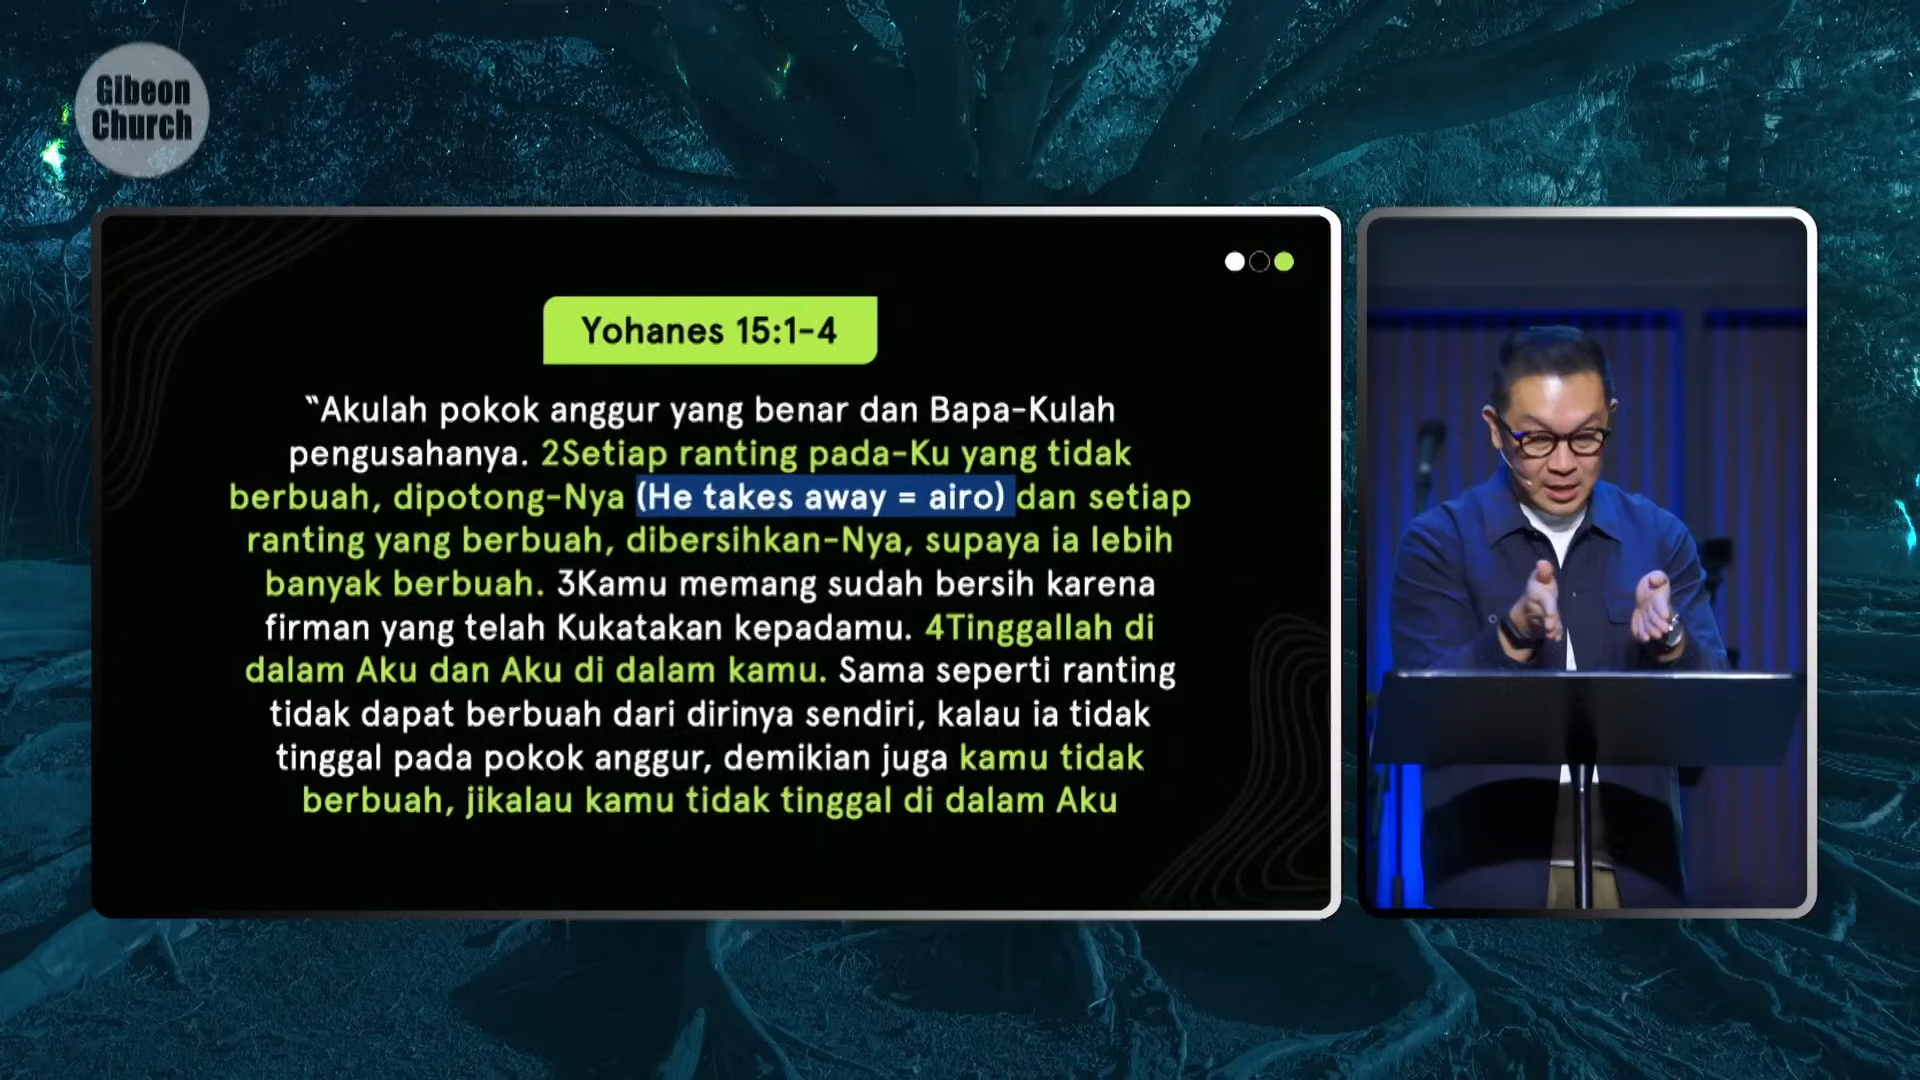 Gibeon
Church
Yohanes 15:1-4
“Akulah pokok anggur yang benar dan Bapa-Kulah
pengusahanya. 2Setiap ranting pada-Ku yang tidak
berbuah, dipotong-Nya (He takes away = airo) dan setiap
ranting yang berbuah, dibersihkan-Nya, supaya ia lebih
banyak berbuah. 3Kamu memang sudah bersih karena
firman yang telah Kukatakan kepadamu. 4Tinggallah di
dalam Aku dan Aku di dalam kamu. Sama seperti ranting
tidak dapat berbuah dari dirinya sendiri, kalau ia tidak
tinggal pada pokok anggur, demikian juga kamu tidak
berbuah, jikalau kamu tidak tinggal di dalam Aku